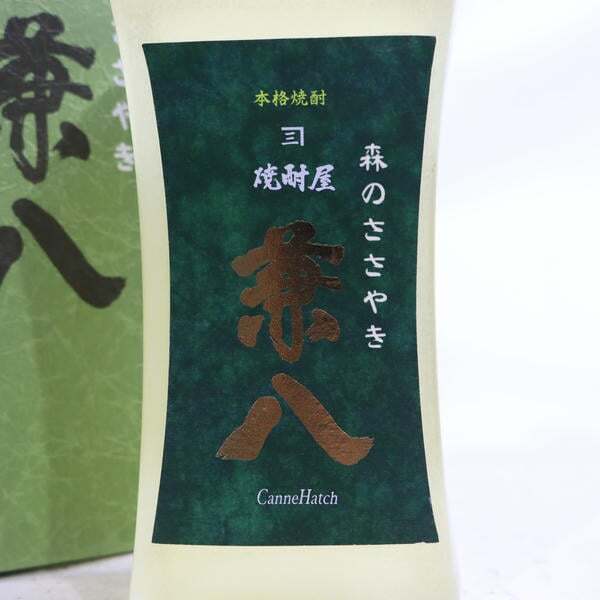 本格焼酎
焼酎屋
兼八
森のささやき
CanneHatch
兼八
ささやき